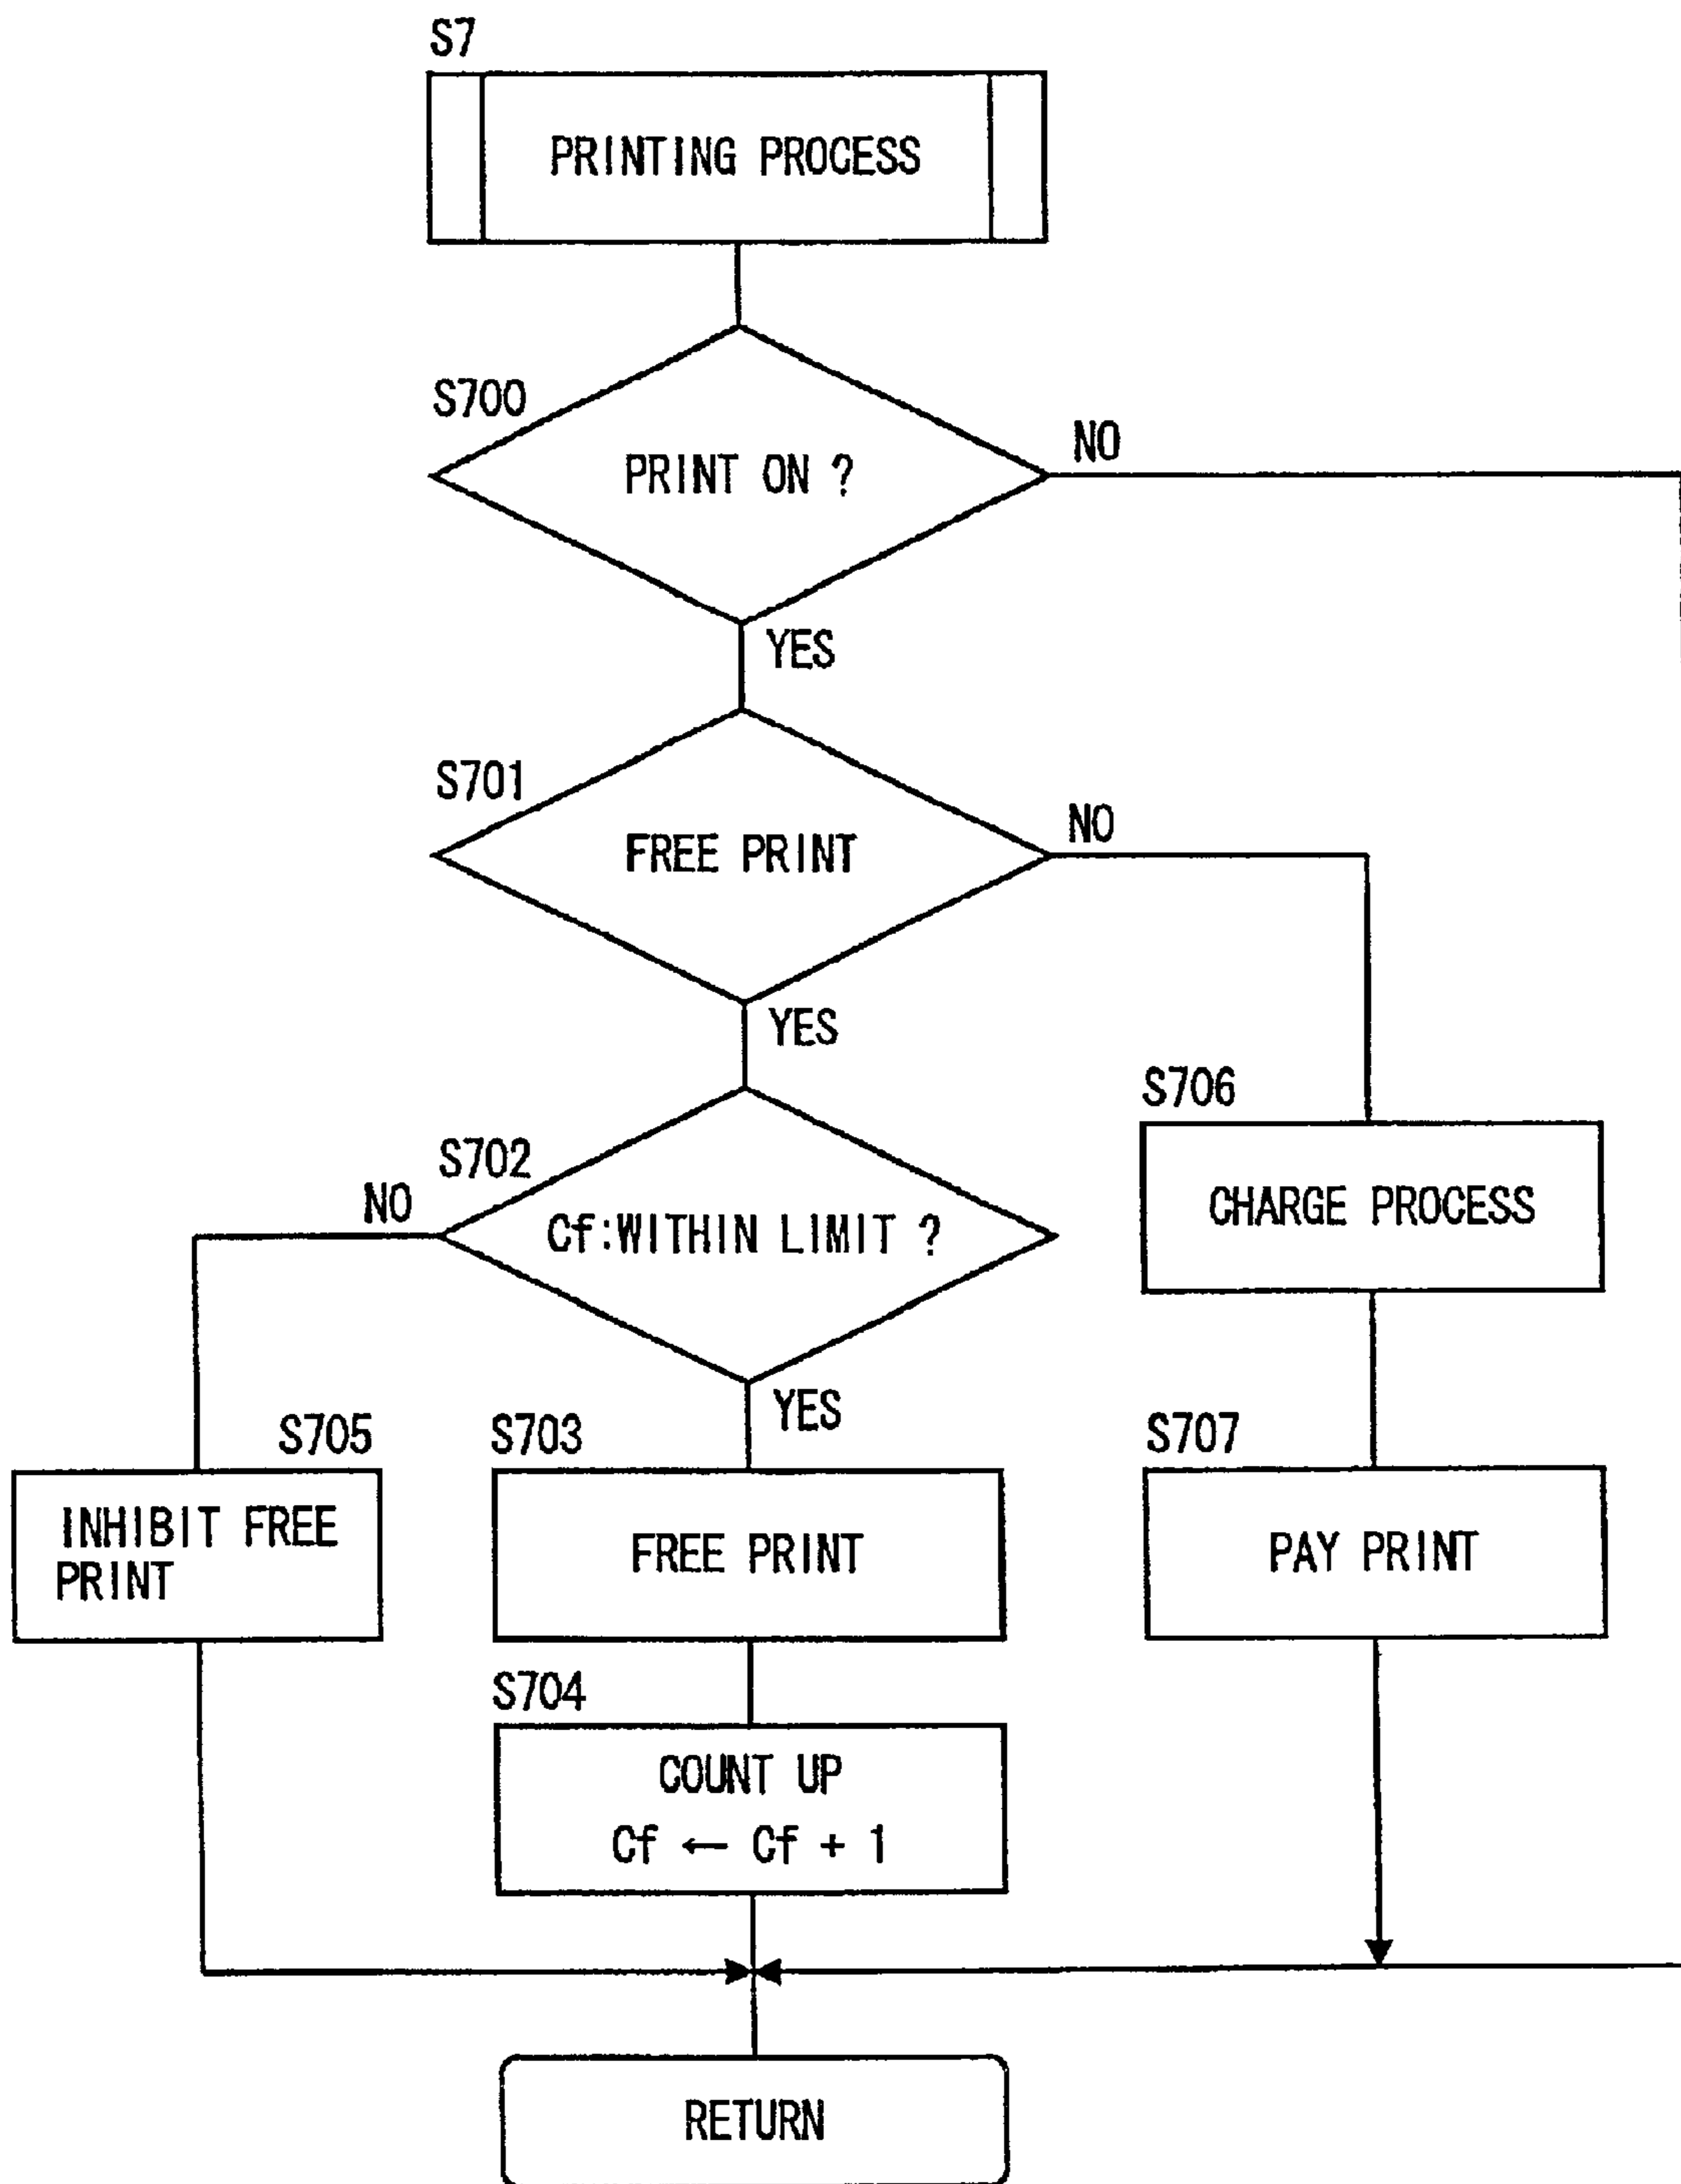 S7
PRINTING PROCESS
S700
PRINT ON ?
NO
YES
S701
FREE PRINT
NO
YES
S702
Cf:WITHIN LIMIT ?
NO
YES
S706
CHARGE PROCESS
S705
INHIBIT FREE
PRINT
S703
FREE PRINT
S707
PAY PRINT
S704
COUNT UP
Cf ← Cf + 1
RETURN